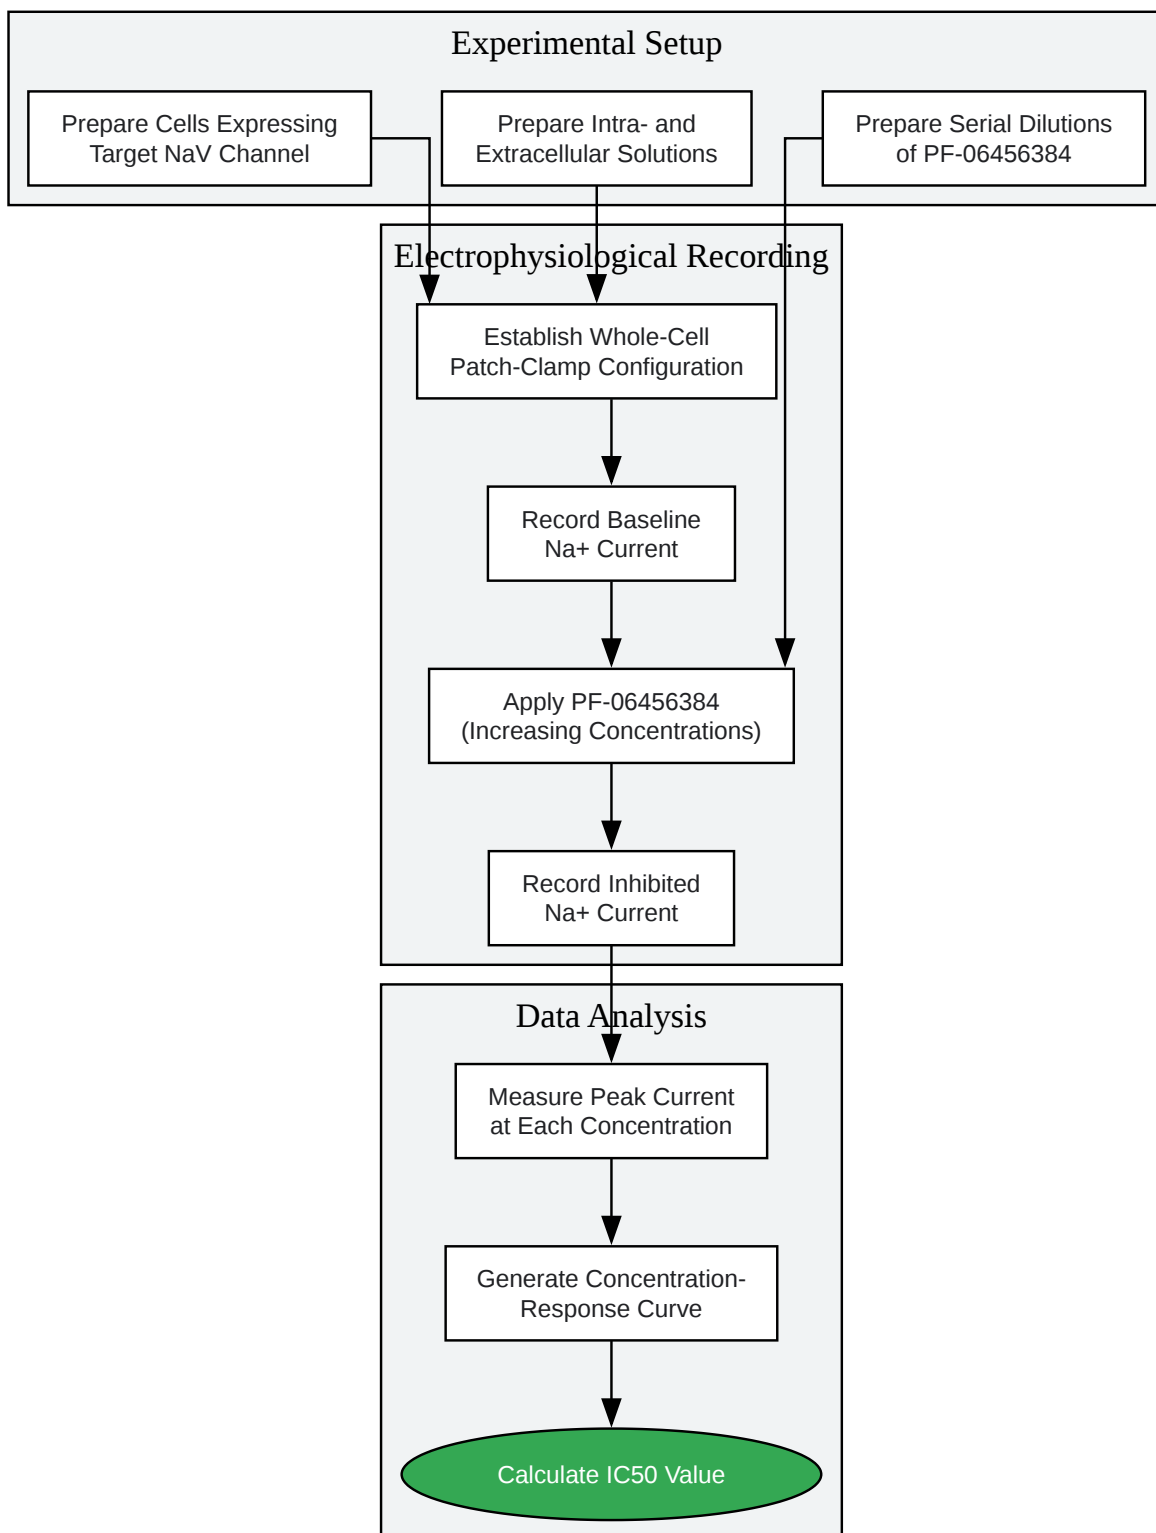 Experimental Setup
Prepare Cells Expressing
Target NaV Channel
Prepare Intra- and
Extracellular Solutions
Prepare Serial Dilutions
of PF-06456384
Electrophysiological Recording
Establish Whole-Cell
Patch-Clamp Configuration
Record Baseline
Na+ Current
Apply PF-06456384
(Increasing Concentrations)
Record Inhibited
Na+ Current
Data Analysis
Measure Peak Current
at Each Concentration
Generate Concentration-
Response Curve
Calculate IC50 Value